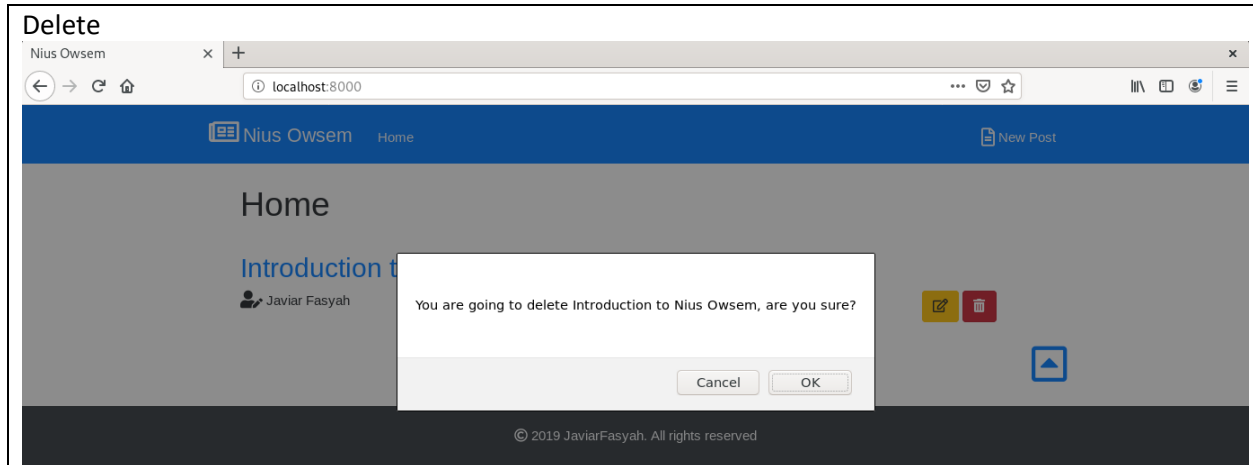 Delete
Nius Owsem
localhost:8000
Nius Owsem Home New Post
Home
Introduction t
Javiar Fasyah
You are going to delete Introduction to Nius Owsem, are you sure?
Cancel OK
© 2019 JaviarFasyah. All rights reserved